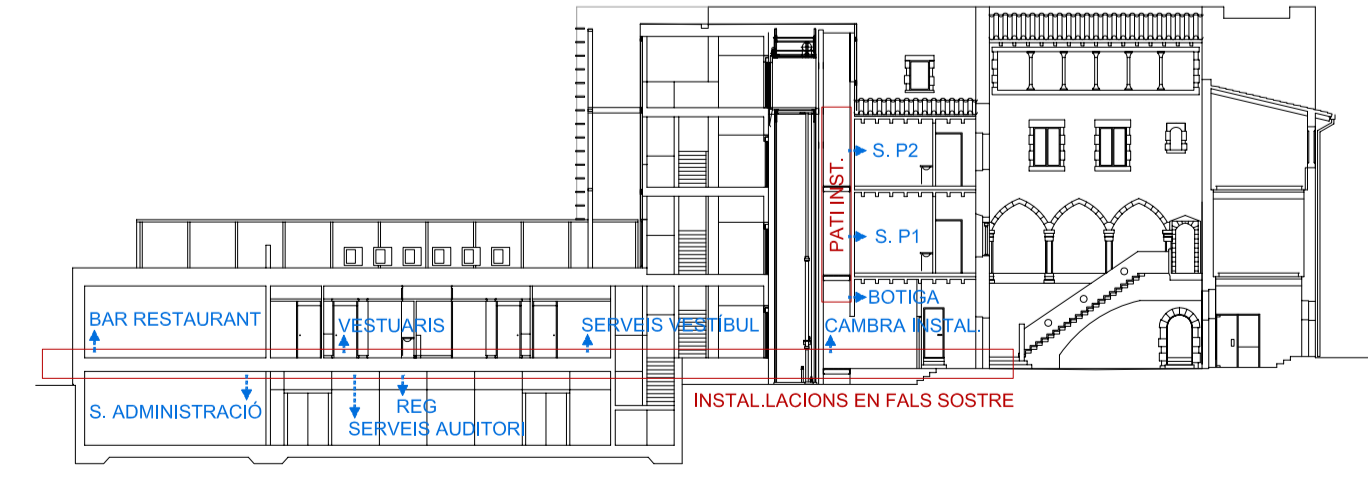 S. P2
PATI INST.
S. P1
BOTIGA
BAR RESTAURANT
VESTUARIS
SERVEIS VESTÍBUL
CAMBRA INSTAL.
S. ADMINISTRACIÓ
REG
SERVEIS AUDITORI
INSTAL.LACIONS EN FALS SOSTRE